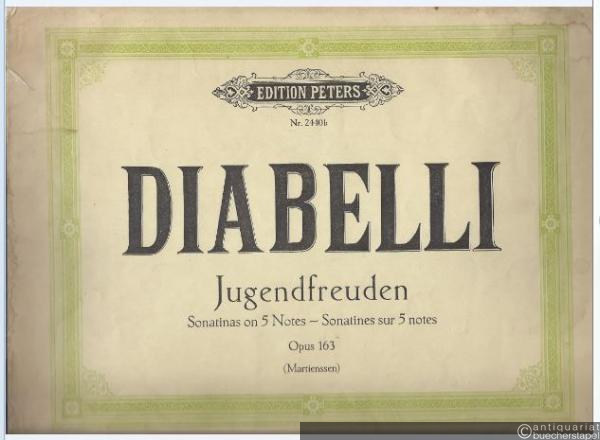 EDITION PETERS
Nr. 2440b
DIABELLI
Jugendfreuden
Sonatinas on 5 Notes – Sonatines sur 5 notes
Opus 163
(Martienssen)
©antiquariat
buecherstapel